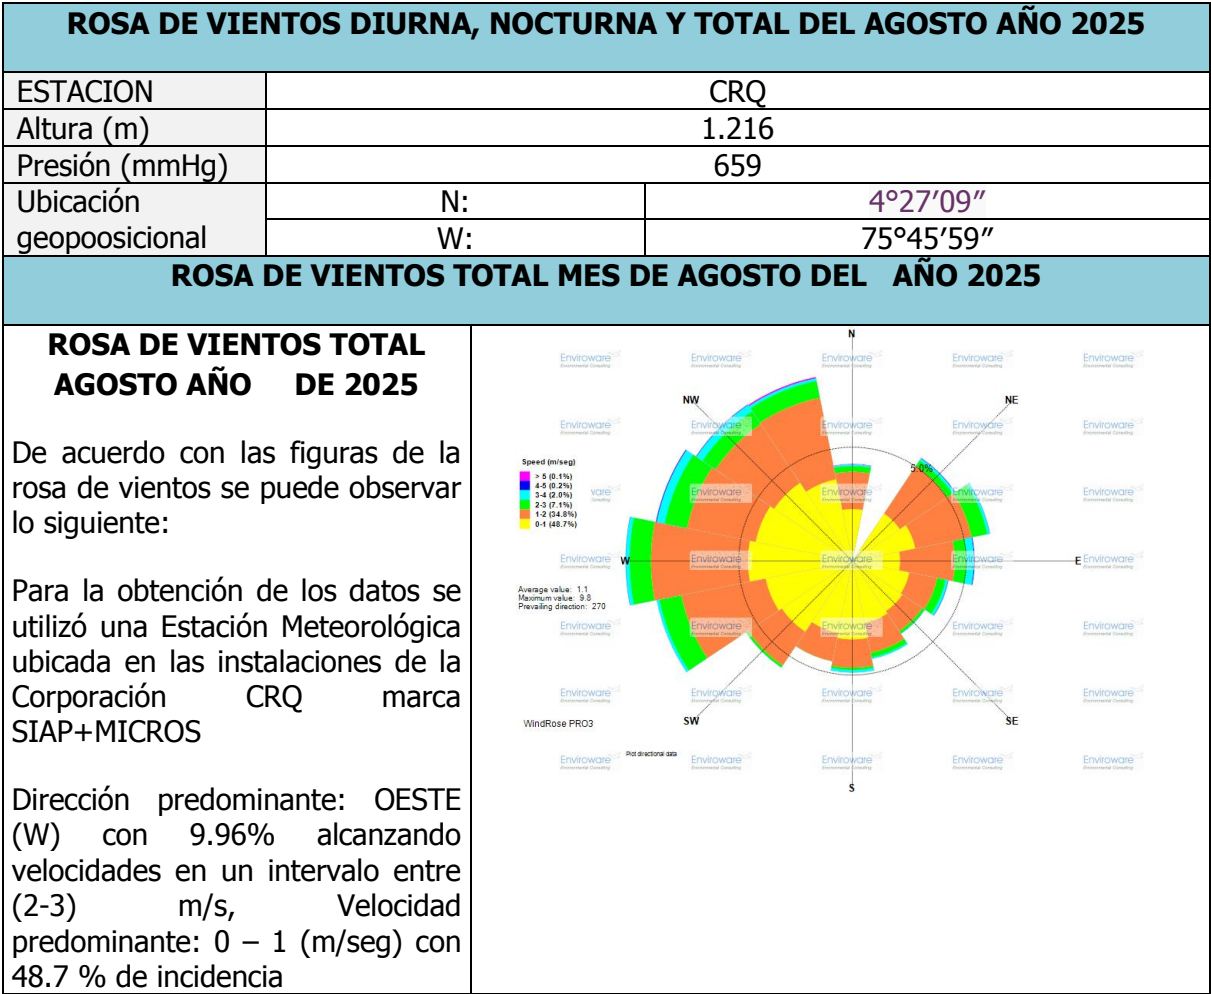 ROSA DE VIENTOS DIURNA, NOCTURNA Y TOTAL DEL AGOSTO AÑO 2025
ESTACION CRQ
Altura (m) 1.216
Presión (mmHg) 659
Ubicación geopoosicional
N: 4°27′09″
W: 75°45′59″
ROSA DE VIENTOS TOTAL MES DE AGOSTO DEL AÑO 2025
ROSA DE VIENTOS TOTAL
AGOSTO AÑO DE 2025
De acuerdo con las figuras de la
rosa de vientos se puede observar
lo siguiente:
Para la obtención de los datos se
utilizó una Estación Meteorológica
ubicada en las instalaciones de la
Corporación CRQ marca
SIAP+MICROS
Dirección predominante: OESTE
(W) con 9.96% alcanzando
velocidades en un intervalo entre
(2-3) m/s, Velocidad
predominante: 0 – 1 (m/seg) con
48.7 % de incidencia
N
NW
NE
5.0%
W
E
SW
SE
S
Speed (m/seg)
> 5 (0.1%)
4-5 (0.2%)
3-4 (2.0%)
2-3 (7.1%)
1-2 (34.8%)
0-1 (48.7%)
Average value: 1.1
Maximum value: 9.8
Prevailing direction: 270
WindRose PRO3
Plot directional data
Enviroware
Environmental Consulting